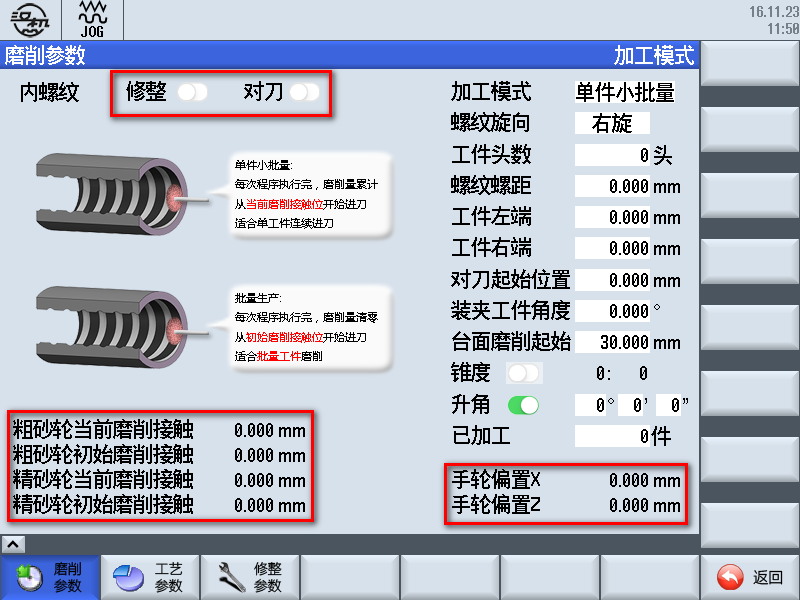 JOG
16.11.23
11:50
磨削参数
加工模式
内螺纹
修整
对刀
单件小批量:
每次程序执行完，磨削量累计
从当前磨削接触位开始进刀
适合单工件连续进刀
批量生产:
每次程序执行完，磨削量清零
从初始磨削接触位开始进刀
适合批量工件磨削
粗砂轮当前磨削接触 0.000 mm
粗砂轮初始磨削接触 0.000 mm
精砂轮当前磨削接触 0.000 mm
精砂轮初始磨削接触 0.000 mm
加工模式 单件小批量
螺纹旋向 右旋
工件头数 0 头
螺纹螺距 0.000 mm
工件左端 0.000 mm
工件右端 0.000 mm
对刀起始位置 0.000 mm
装夹工件角度 0.000 °
台面磨削起始 30.000 mm
锥度 0: 0
升角 0° 0’ 0”
已加工 0件
手轮偏置X 0.000 mm
手轮偏置Z 0.000 mm
磨削
参数
工艺
参数
修整
参数
返回